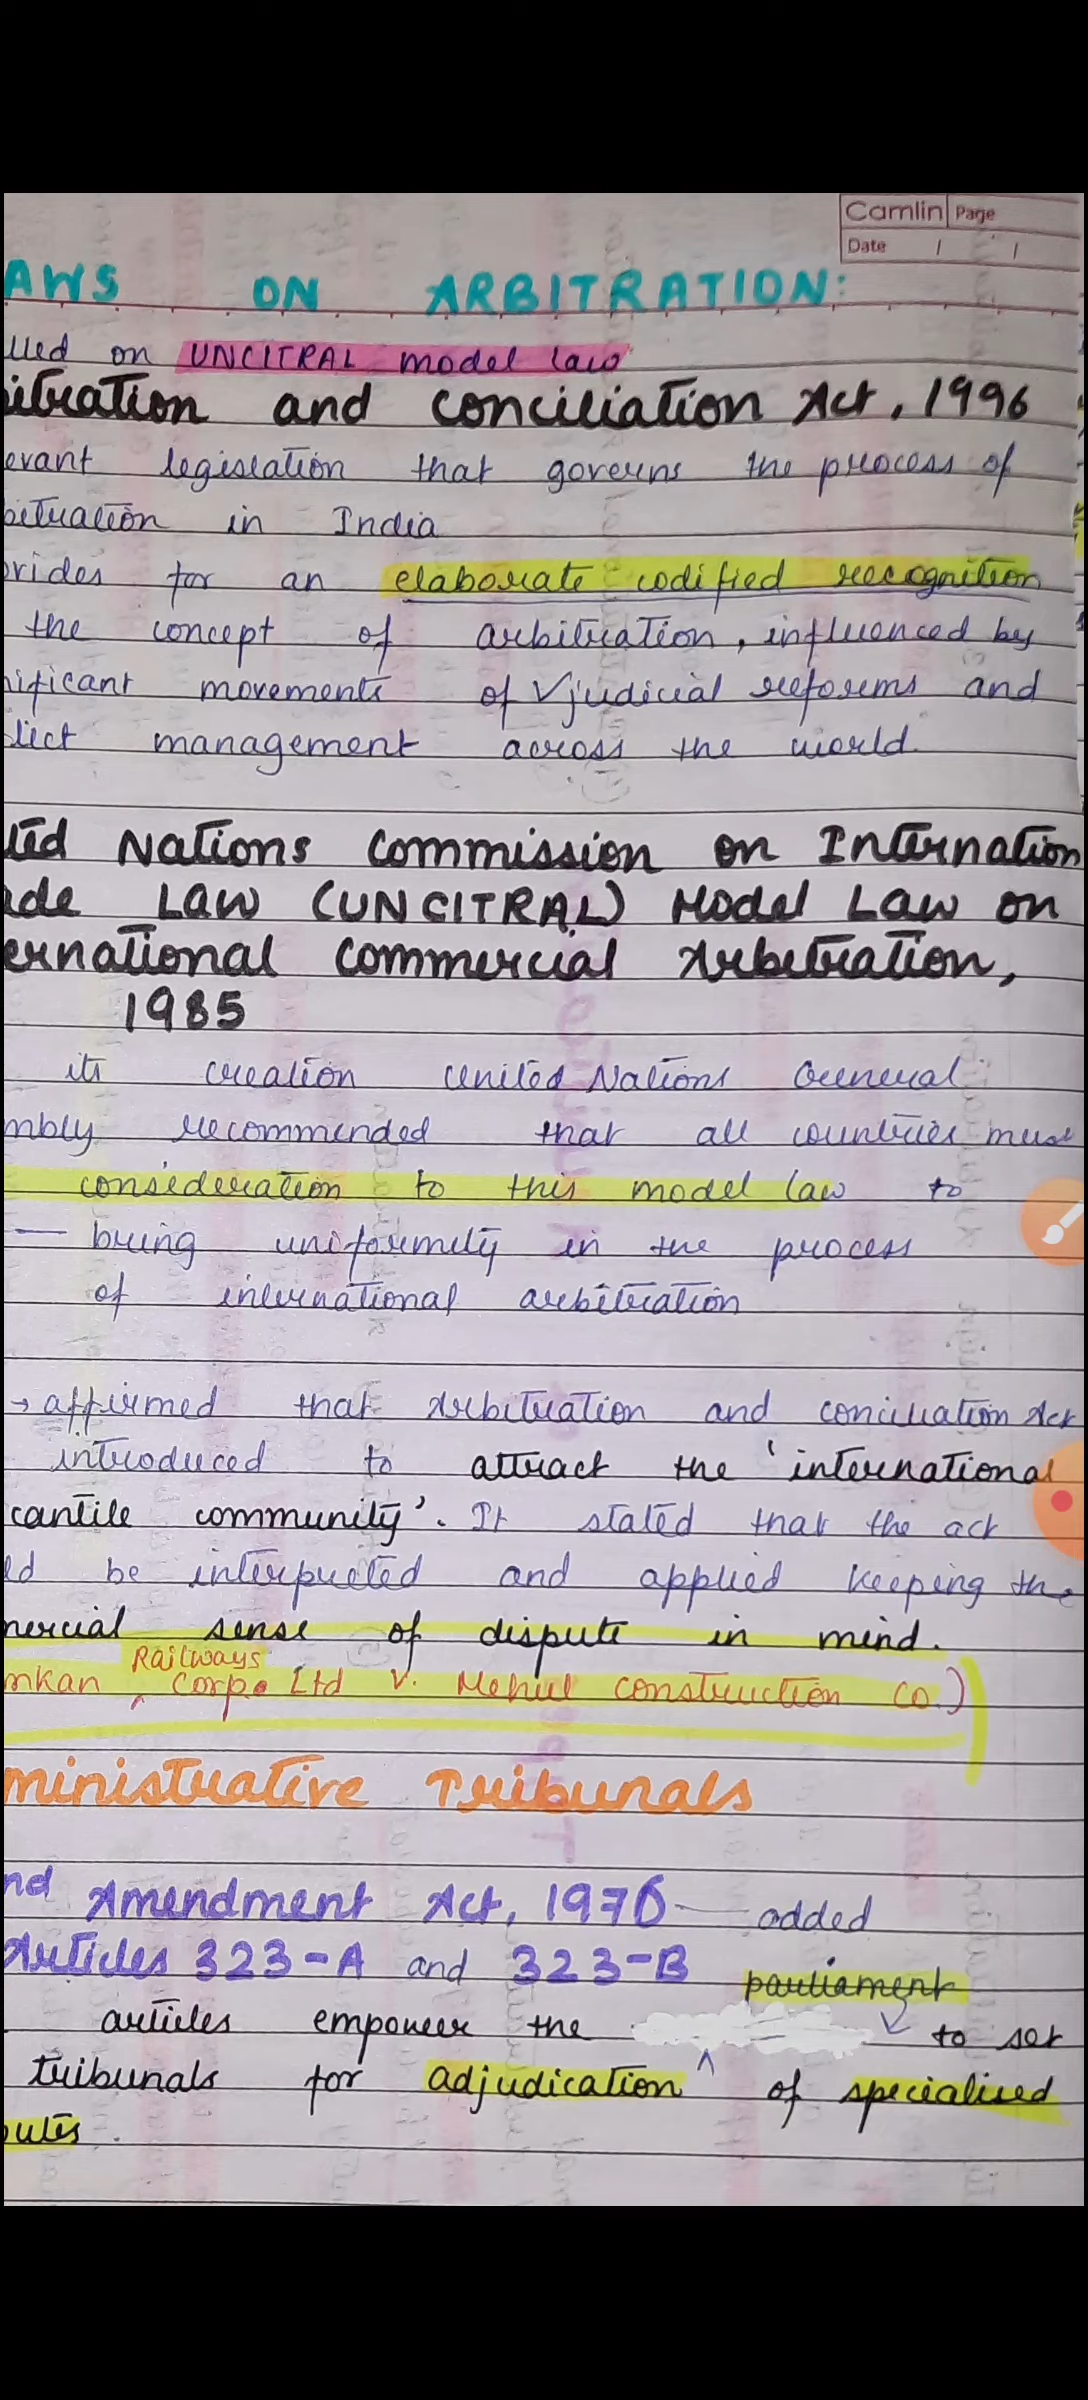 Camlin Page
Date / /
AWS ON ARBITRATION:
lled on UNCITRAL model law
itration and conciliation Act, 1996
evant legislation that governs the process of
bitration in India
ovides for an elaborate codified recognition
the concept of arbitration, influenced by
nificant movements of judicial reforms and
lict management across the world.
ted Nations Commission on Internation
ade Law (UNCITRAL) Model Law on
ernational Commercial Arbitration,
1985
its creation United Nations General
mbly recommended that all countries must
consideration to this model law to
— bring uniformity in the process
of international arbitration
→ affirmed that Arbitration and conciliation Act
introduced to attract the 'international
cantile community'. It stated that the act
ld be interpreted and applied keeping the
mercial sense of dispute in mind.
Railways
nkan Corp. Ltd v. Mehul Construction Co.)
ministrative Tribunals
nd Amendment Act, 1976 — added
Articles 323-A and 323-B
parliament
articles empower the to set
tribunals for adjudication of specialised
putes.